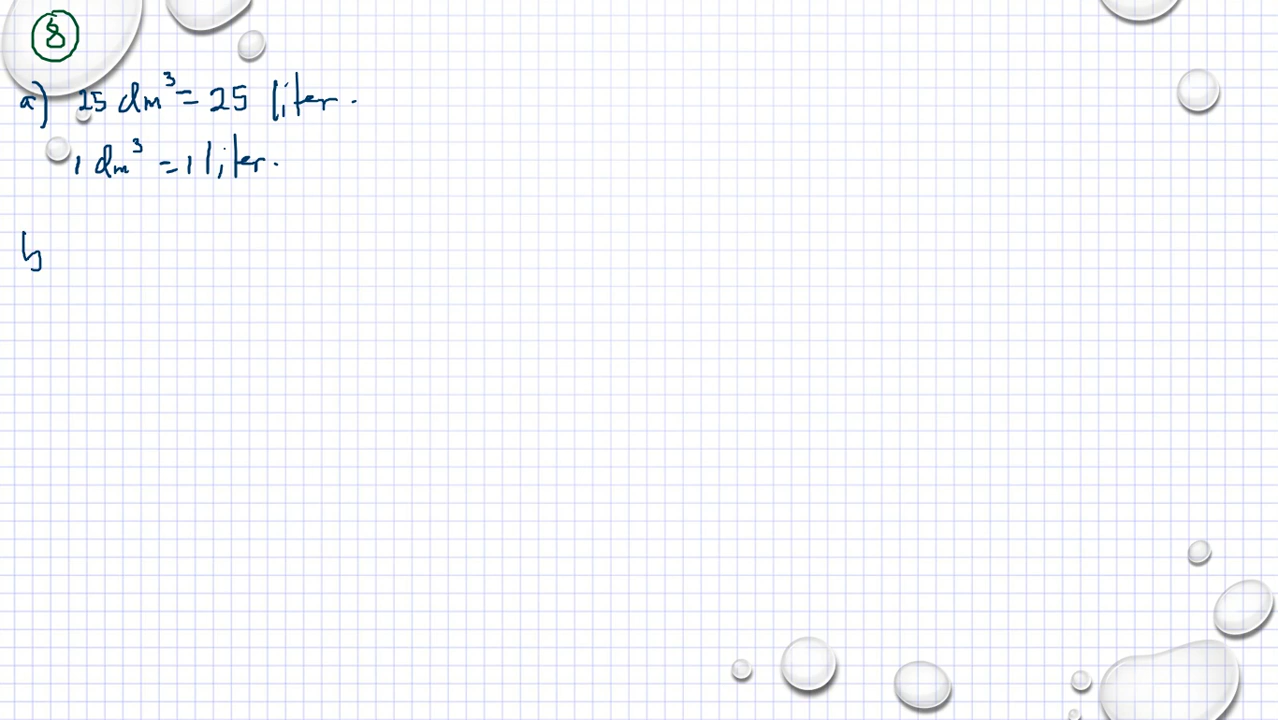 8
a) 25 dm³ = 25 liter.
1 dm³ = 1 liter.
b